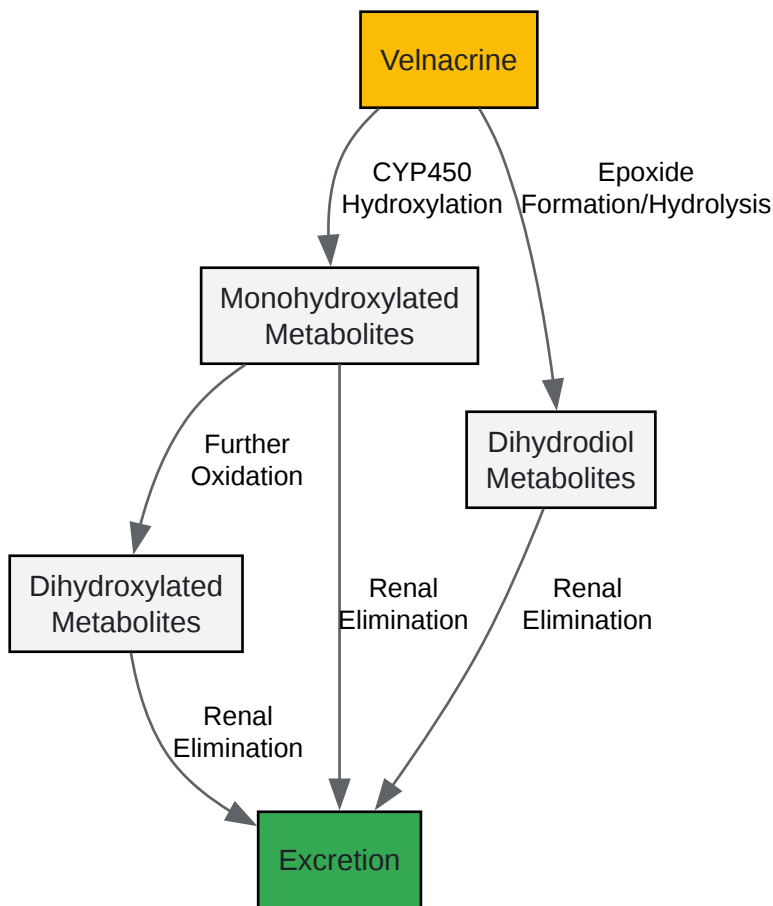 Velnacrine
CYP450
Hydroxylation
Epoxide
Formation/Hydrolysis
Monohydroxylated
Metabolites
Further
Oxidation
Dihydrodiol
Metabolites
Dihydroxylated
Metabolites
Renal
Elimination
Renal
Elimination
Renal
Elimination
Excretion